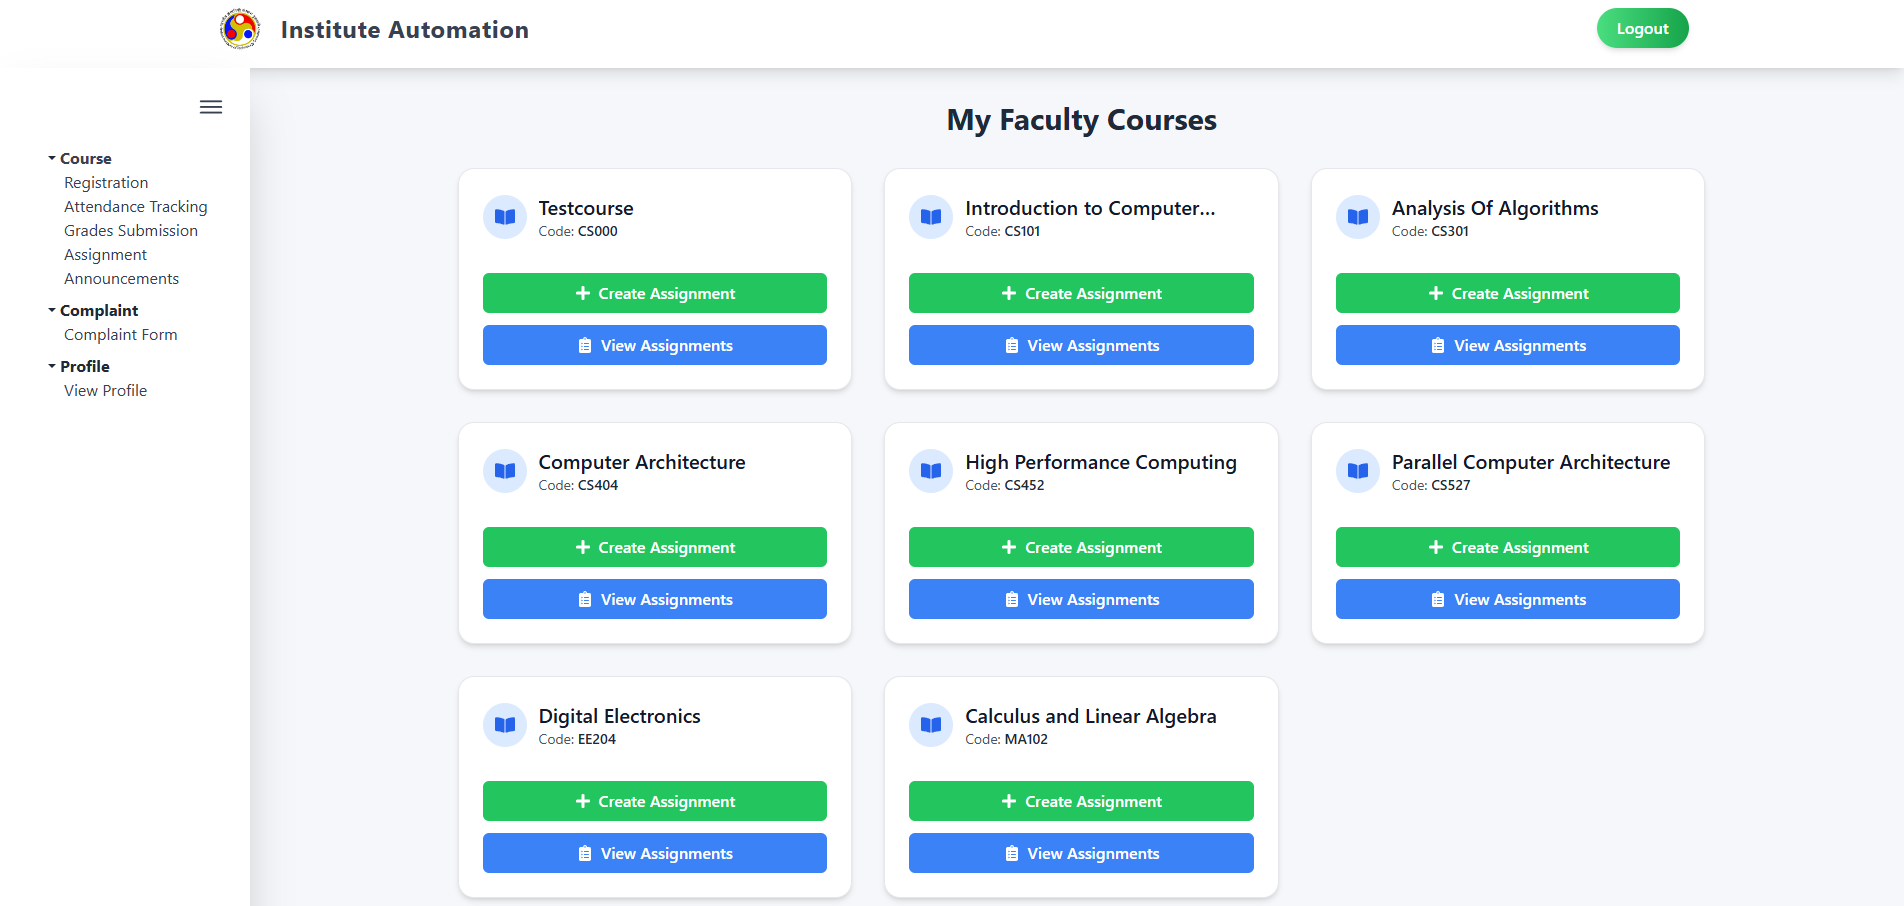 Institute Automation
Logout
Course
Registration
Attendance Tracking
Grades Submission
Assignment
Announcements
Complaint
Complaint Form
Profile
View Profile
My Faculty Courses
Testcourse
Code: CS000
Create Assignment
View Assignments
Introduction to Computer...
Code: CS101
Create Assignment
View Assignments
Analysis Of Algorithms
Code: CS301
Create Assignment
View Assignments
Computer Architecture
Code: CS404
Create Assignment
View Assignments
High Performance Computing
Code: CS452
Create Assignment
View Assignments
Parallel Computer Architecture
Code: CS527
Create Assignment
View Assignments
Digital Electronics
Code: EE204
Create Assignment
View Assignments
Calculus and Linear Algebra
Code: MA102
Create Assignment
View Assignments